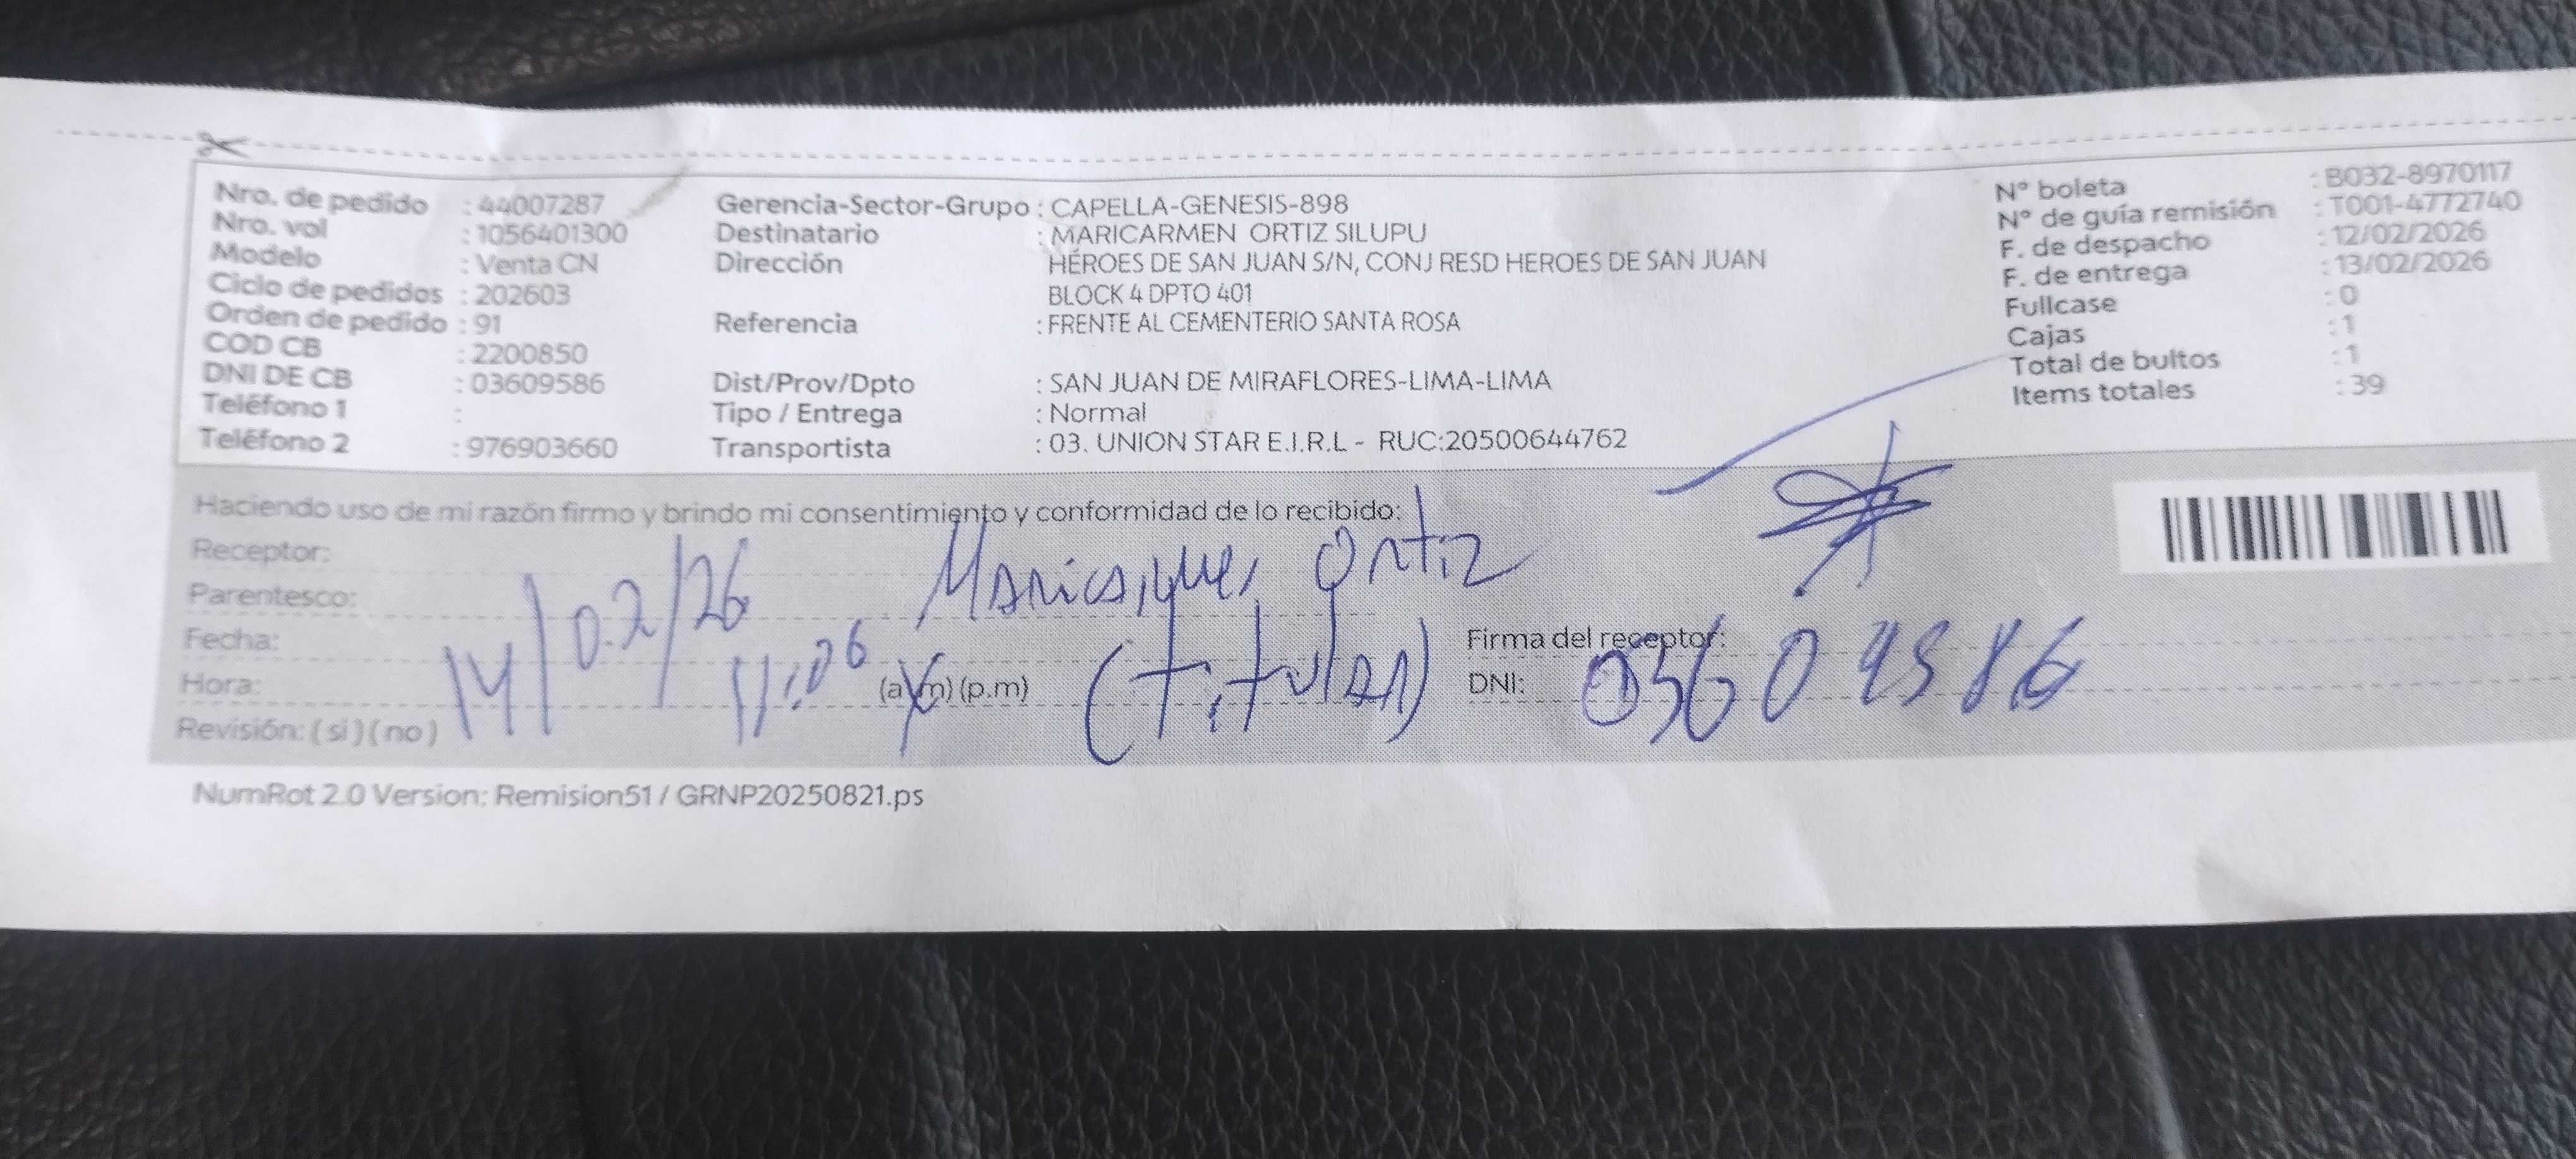 Nro. de pedido : 44007287
Nro. vol : 1056401300
Modelo : Venta CN
Ciclo de pedidos : 202603
Orden de pedido : 91
COD CB : 2200850
DNI DE CB : 03609586
Teléfono 1 :
Teléfono 2 : 976903660
Gerencia-Sector-Grupo : CAPELLA-GENESIS-898
Destinatario : MARICARMEN ORTIZ SILUPU
Dirección HÉROES DE SAN JUAN S/N, CONJ RESD HEROES DE SAN JUAN
BLOCK 4 DPTO 401
Referencia : FRENTE AL CEMENTERIO SANTA ROSA
Dist/Prov/Dpto : SAN JUAN DE MIRAFLORES-LIMA-LIMA
Tipo / Entrega : Normal
Transportista : 03. UNION STAR E.I.R.L - RUC:20500644762
N° boleta : B032-8970117
N° de guía remisión : T001-4772740
F. de despacho : 12/02/2026
F. de entrega : 13/02/2026
Fullcase : 0
Cajas : 1
Total de bultos : 1
Items totales : 39
Haciendo uso de mi razón firmo y brindo mi consentimiento y conformidad de lo recibido:
Receptor: Ortiz
Parentesco: (Titular)
Fecha: 14/02/26
Hora: 11:06 (a.m) (p.m)
Revisión: ( si ) ( no )
Firma del receptor:
DNI: 03609586
NumRot 2.0 Version: Remision51 / GRNP20250821.ps